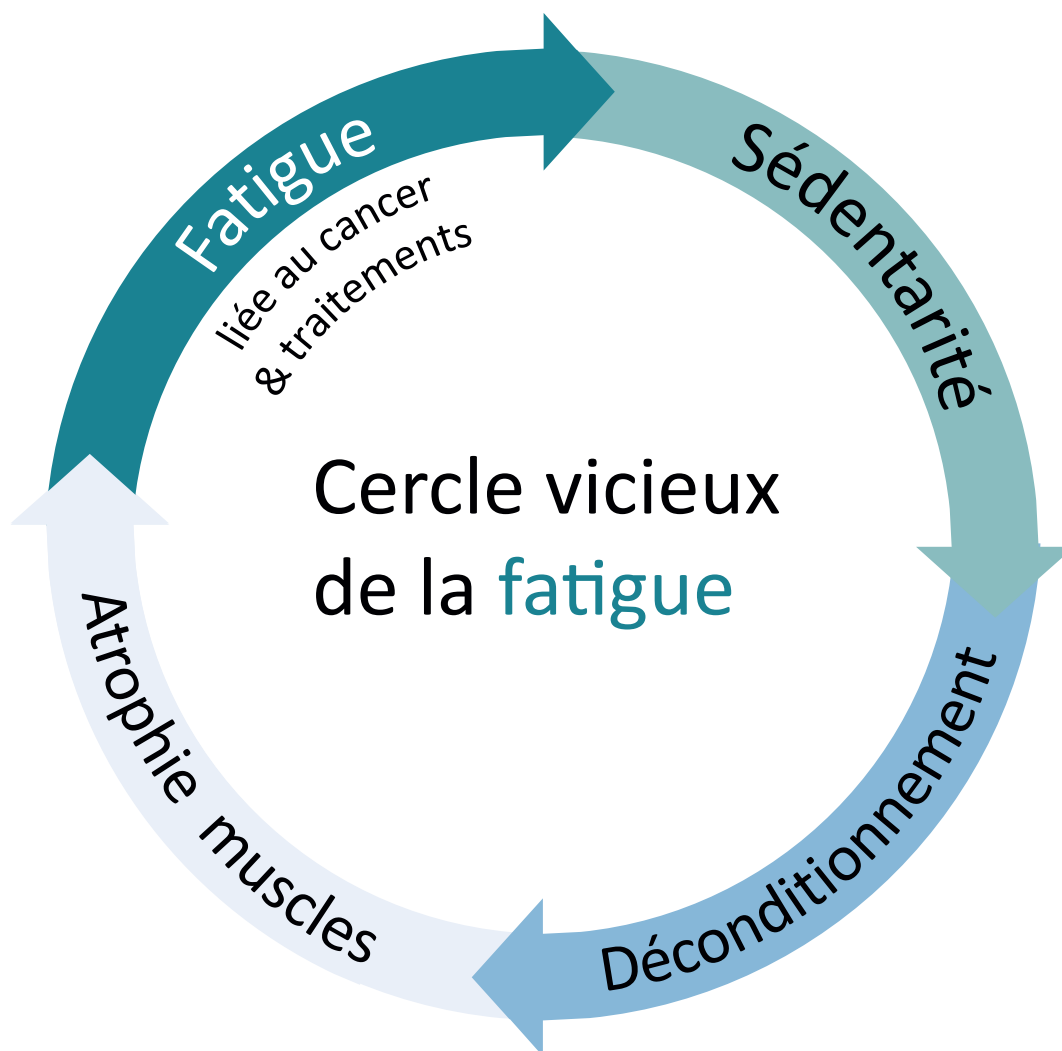 Fatigue
liée au cancer
& traitements
Sédentarité
Cercle vicieux
de la fatigue
Déconditionnement
Atrophie muscles